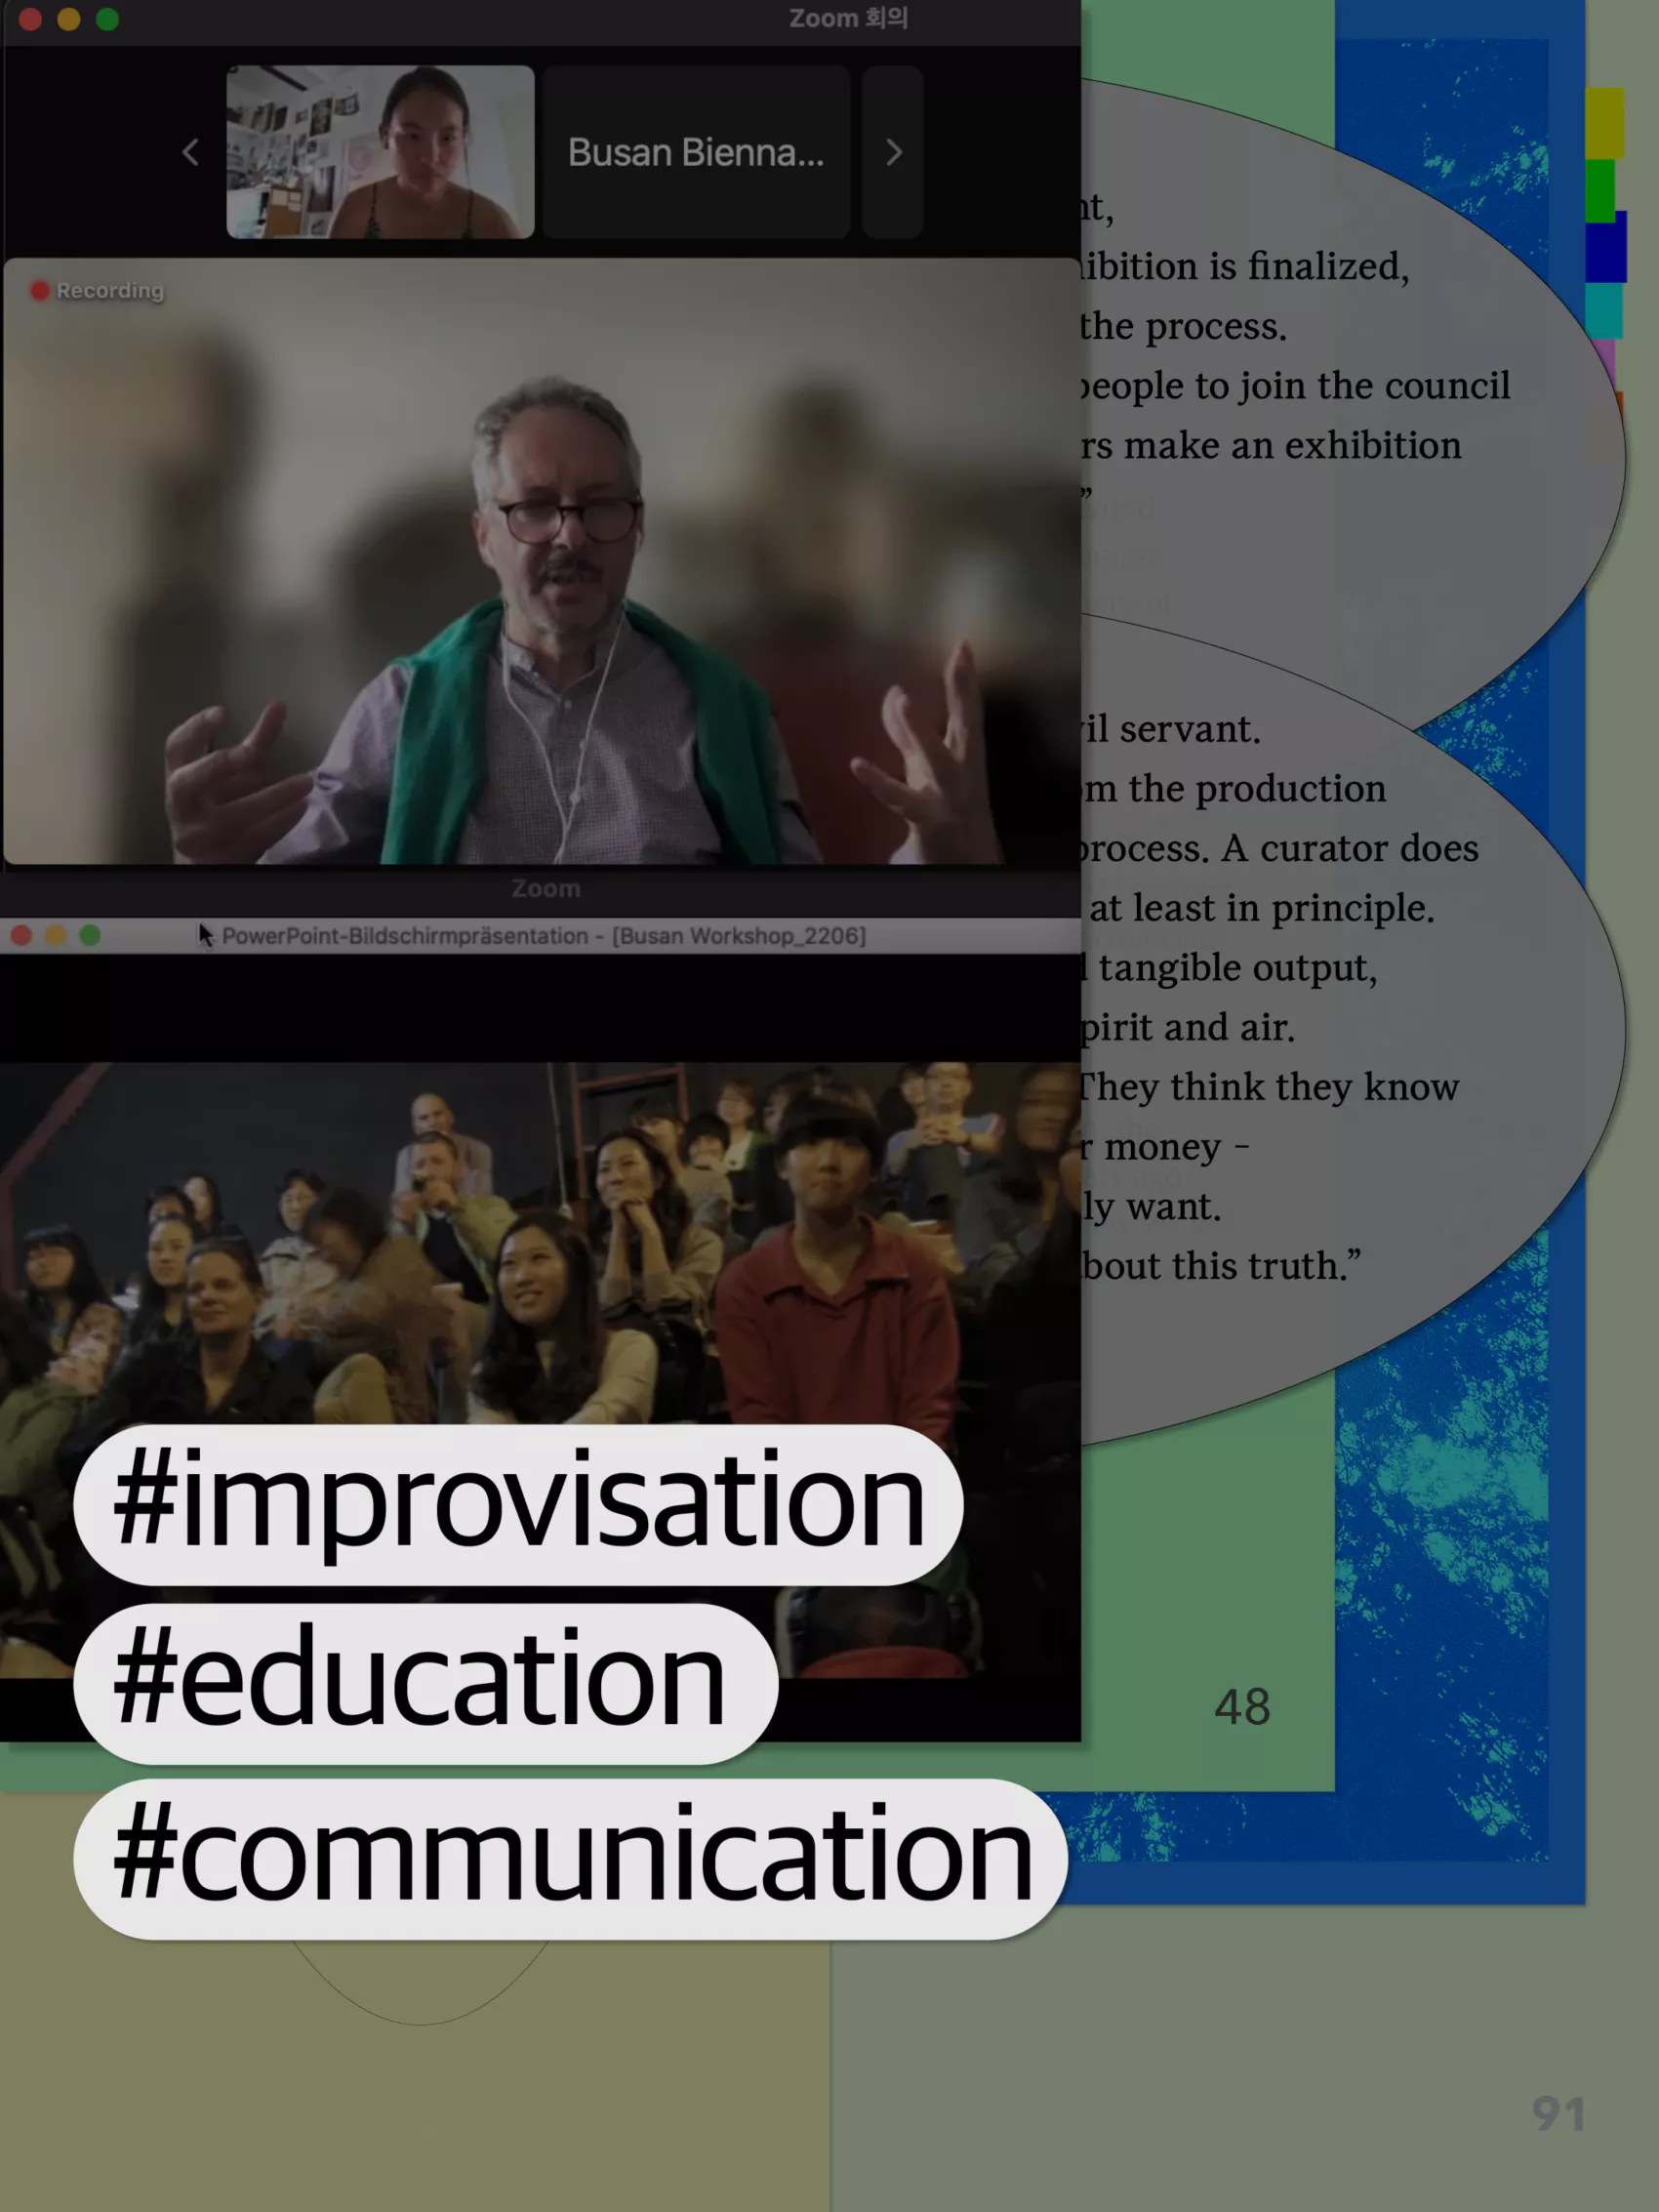 Zoom 회의
Busan Bienna...
Recording
Zoom
PowerPoint-Bildschirmpräsentation - [Busan Workshop_2206]
nt,
ibition is finalized,
the process.
people to join the council
rs make an exhibition
”
vil servant.
om the production
process. A curator does
at least in principle.
d tangible output,
pirit and air.
They think they know
r money –
ly want.
bout this truth.”
#improvisation
#education
#communication
48
91